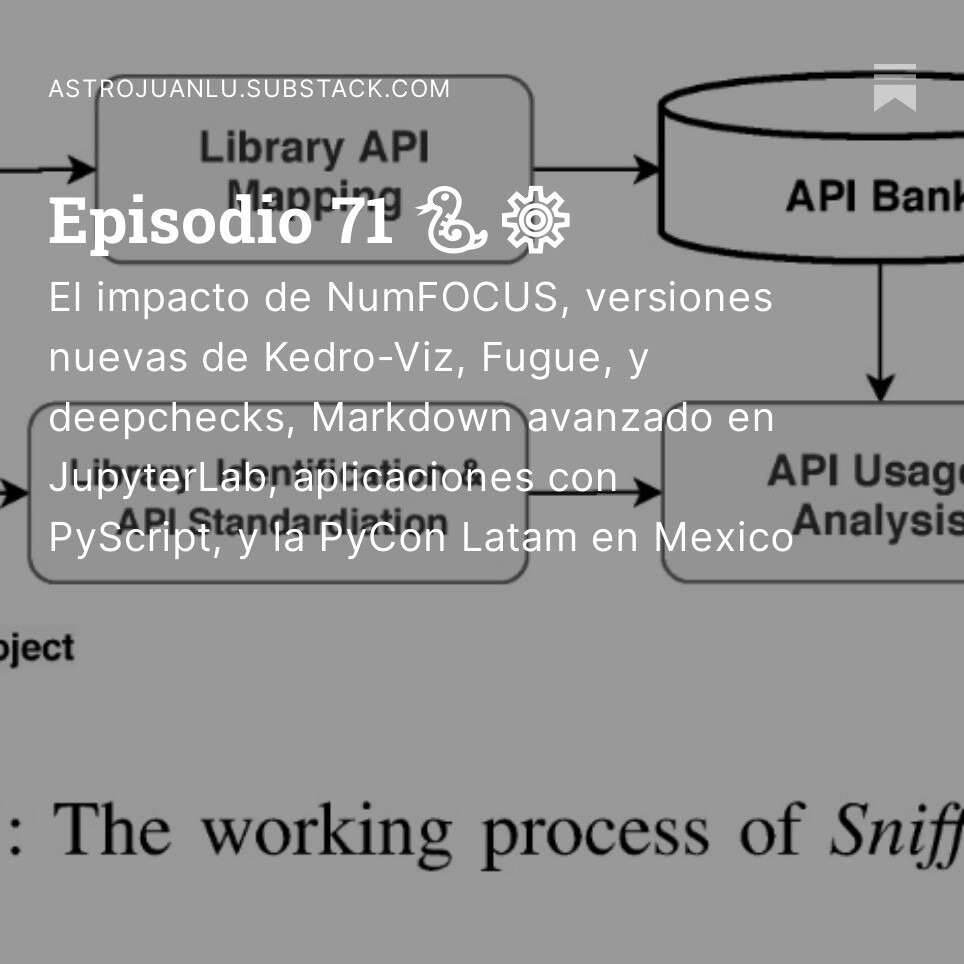 ASTROJUANLU.SUBSTACK.COM
Library API
Mapping
API Bank
Episodio 71 🐍⚙️
El impacto de NumFOCUS, versiones
nuevas de Kedro-Viz, Fugue, y
deepchecks, Markdown avanzado en
JupyterLab, aplicaciones con
PyScript, y la PyCon Latam en Mexico
Library Identification &
API Standardiation
API Usage
Analysis
oject
: The working process of Sniff